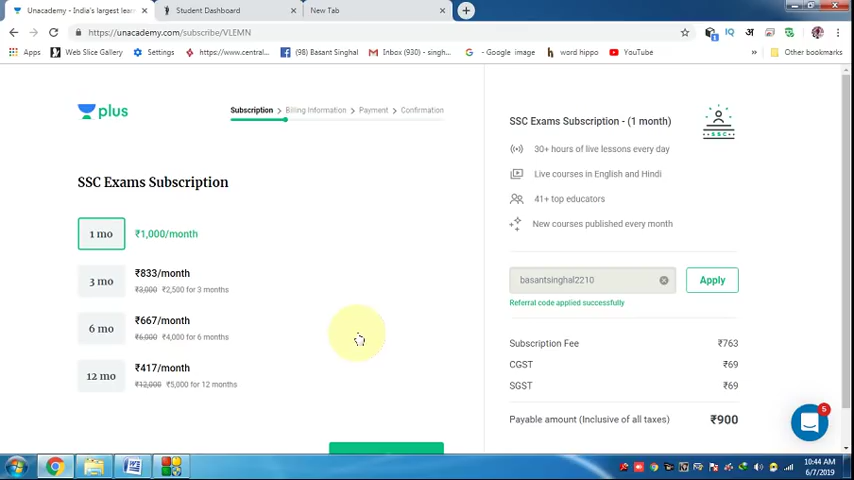 Unacademy - India's largest lear
Student Dashboard
New Tab
https://unacademy.com/subscribe/VLEMN
Apps
Web Slice Gallery
Settings
https://www.central...
(98) Basant Singhal
Inbox (930) - singh...
- Google image
word hippo
YouTube
»
Other bookmarks
IQ
अ
plus
Subscription > Billing Information > Payment > Confirmation
SSC Exams Subscription
1 mo ₹1,000/month
3 mo ₹833/month
₹3,000 ₹2,500 for 3 months
6 mo ₹667/month
₹6,000 ₹4,000 for 6 months
12 mo ₹417/month
₹12,000 ₹5,000 for 12 months
SSC Exams Subscription - (1 month)
SSC
30+ hours of live lessons every day
Live courses in English and Hindi
41+ top educators
New courses published every month
basantsinghal2210
Apply
Referral code applied successfully
Subscription Fee ₹763
CGST ₹69
SGST ₹69
Payable amount (Inclusive of all taxes) ₹900
5
10:44 AM
6/7/2019